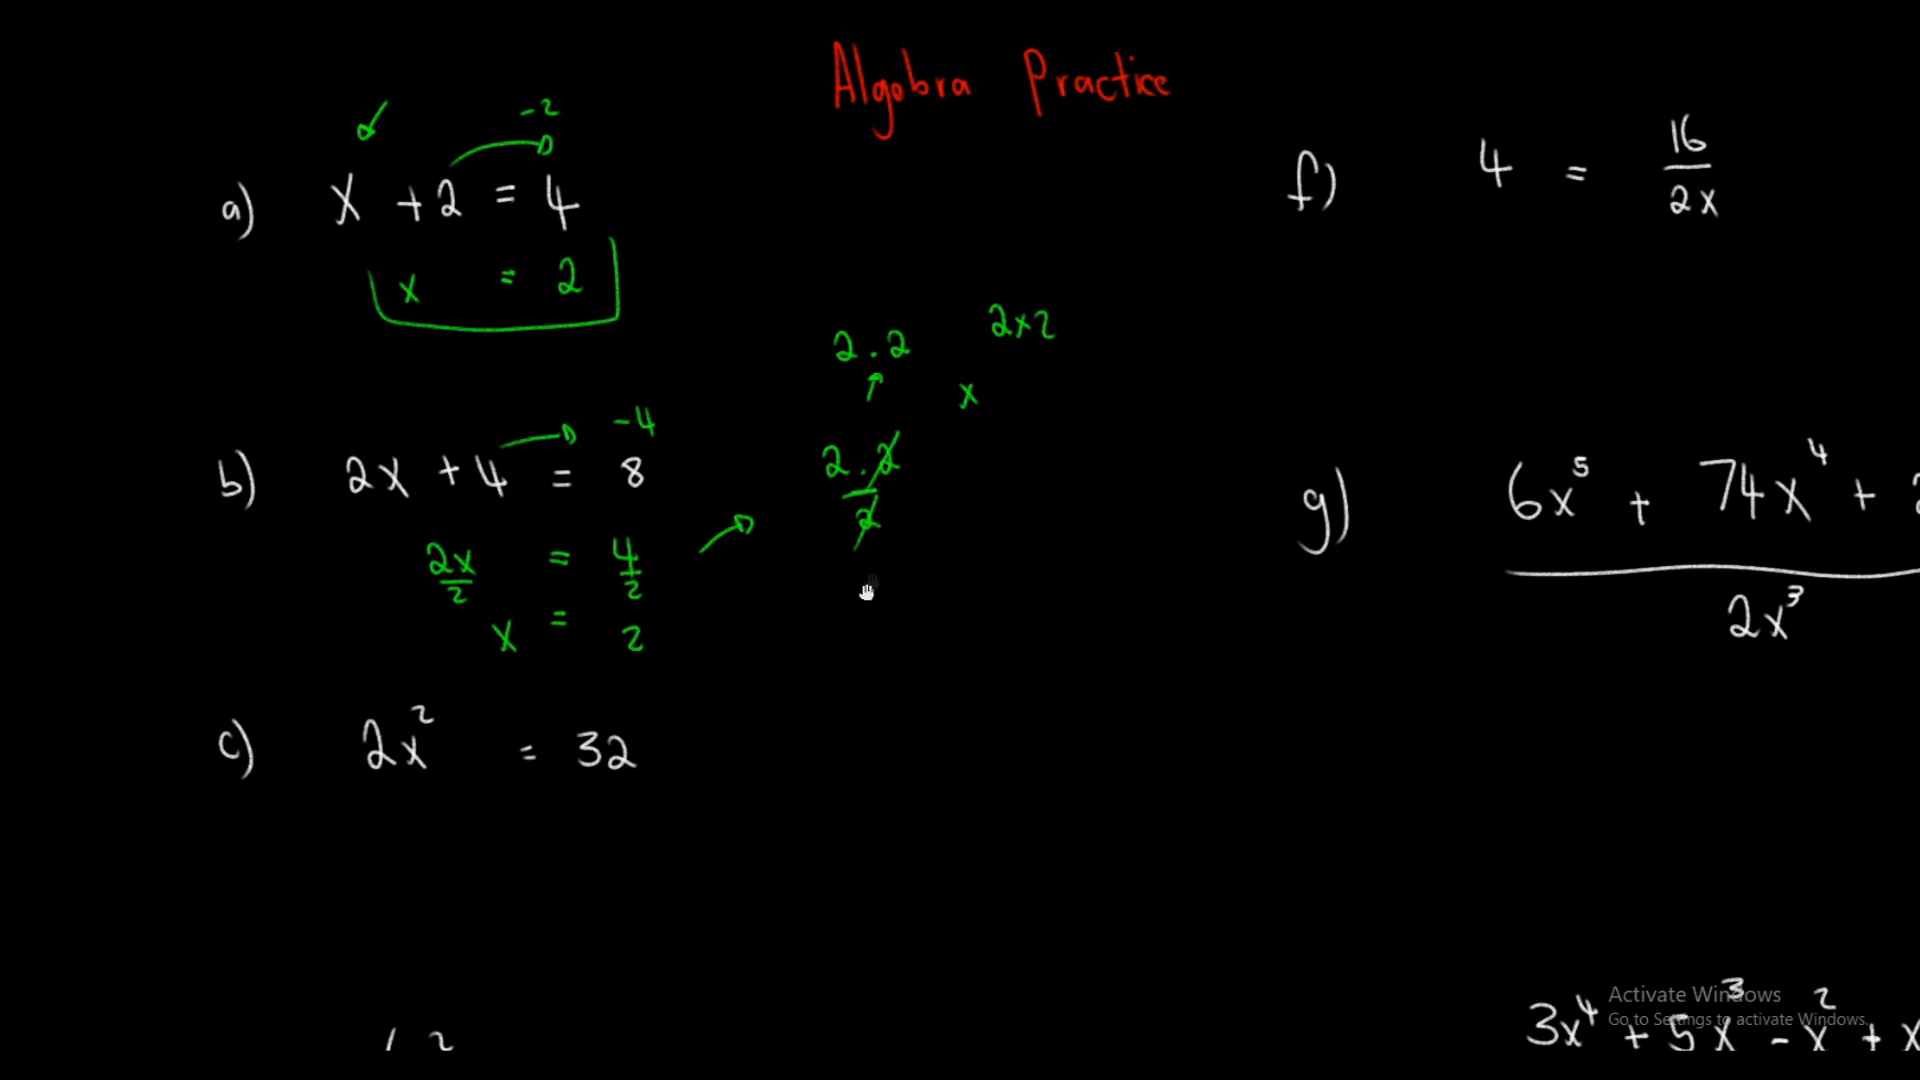 Algebra Practice
-2
a) x + 2 = 4
x = 2
2 . 2
2x2
x
-4
b) 2x + 4 = 8
2 . 2
2
2x = 4
2 2
x = 2
c) 2x² = 32
f) 4 = 16
2x
g) 6x⁵ + 74x⁴ +
2x³
3x⁴ + 5x³ - x² + x
Activate Windows
Go to Settings to activate Windows.